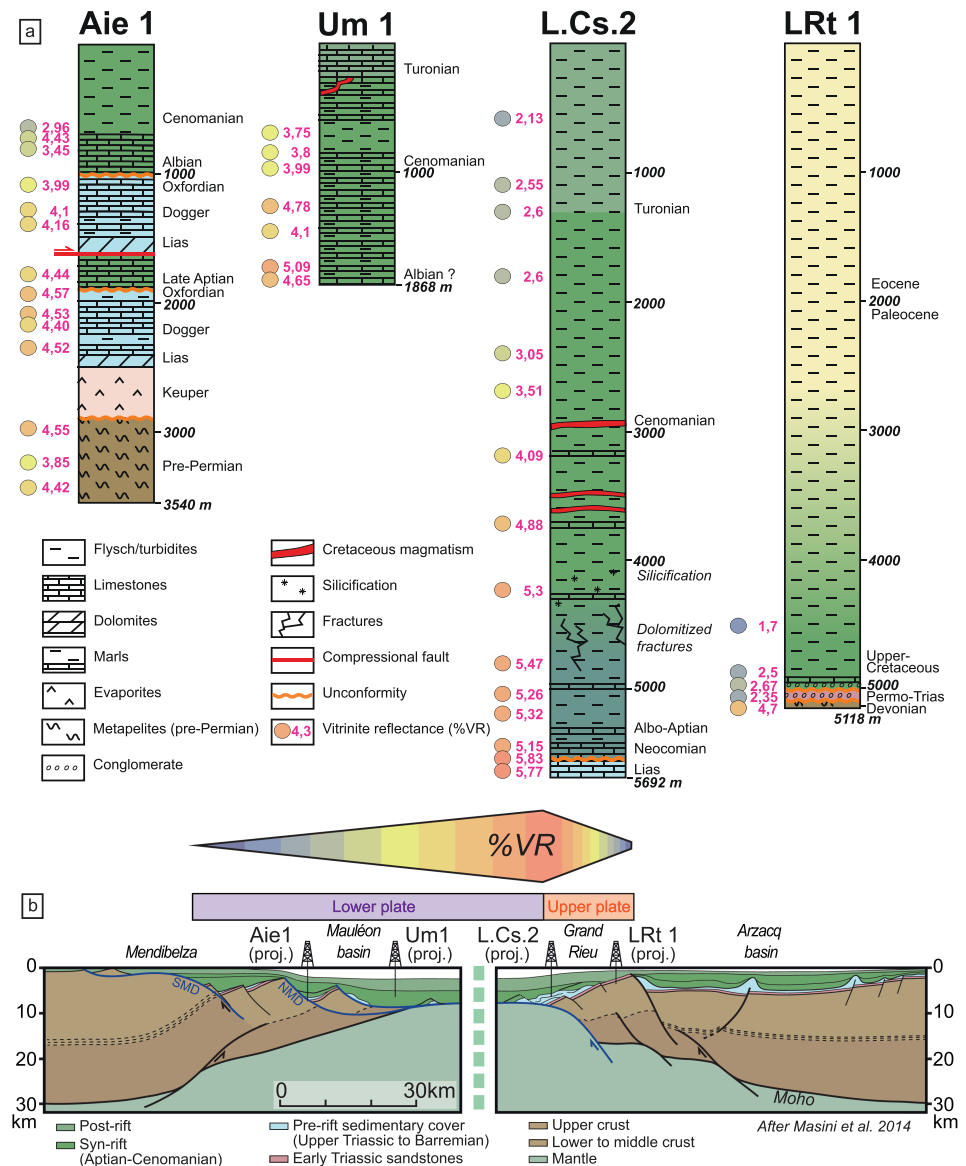 a
Aie 1
Um 1
L.Cs.2
LRt 1
Cenomanian
2,96
4,43
3,45
Albian
1000
Oxfordian
3,99
Dogger
4,1
4,16
Lias
4,44
Late Aptian
4,57
Oxfordian
2000
4,53
4,40
Dogger
4,52
Lias
Keuper
4,55
3000
3,85
Pre-Permian
4,42
3540 m
Turonian
3,75
3,8
Cenomanian
3,99
1000
4,78
4,1
5,09
4,65
Albian ?
1868 m
2,13
1000
2,55
2,6
Turonian
2,6
2000
3,05
3,51
Cenomanian
3000
4,09
4,88
4000
Silicification
5,3
Dolomitized
fractures
5,47
5000
5,26
5,32
Albo-Aptian
5,15
Neocomian
5,83
5,77
Lias
5692 m
1000
Eocene
2000
Paleocene
3000
4000
1,7
Upper-
Cretaceous
2,5
5000
2,67
2,35
Permo-Trias
4,7
Devonian
5118 m
Flysch/turbidites
Limestones
Dolomites
Marls
Evaporites
Metapelites (pre-Permian)
Conglomerate
Cretaceous magmatism
Silicification
Fractures
Compressional fault
Unconformity
4,3
Vitrinite reflectance (%VR)
%VR
b
Lower plate
Upper plate
Mendibelza
Aie1
(proj.)
Mauléon
basin
Um1
(proj.)
L.Cs.2
(proj.)
Grand
Rieu
LRt 1
(proj.)
Arzacq
basin
0
10
20
30
km
SMD
NMD
0
30km
Moho
0
10
20
30
km
Post-rift
Syn-rift
(Aptian-Cenomanian)
Pre-rift sedimentary cover
(Upper Triassic to Barremian)
Early Triassic sandstones
Upper crust
Lower to middle crust
Mantle
After Masini et al. 2014